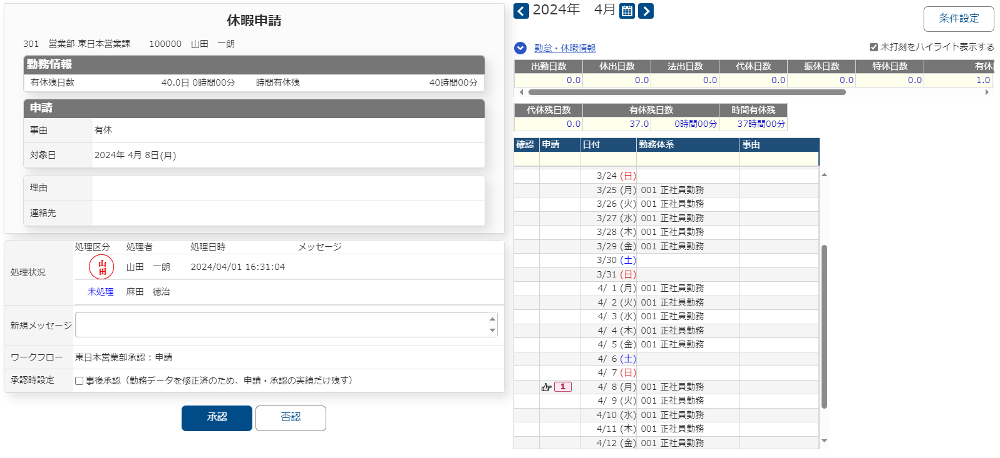 休暇申請
301 営業部 東日本営業課 100000 山田 一朗
勤務情報
有休残日数 40.0日 0時間00分 時間有休残 40時間00分
申請
事由 有休
対象日 2024年 4月 8日(月)
理由
連絡先
処理区分 処理者 処理日時 メッセージ
処理状況
山田 山田 一朗 2024/04/01 16:31:04
未処理 麻田 徳治
新規メッセージ
ワークフロー 東日本営業部承認：申請
承認時設定 事後承認（勤務データを修正済のため、申請・承認の実績だけ残す）
承認 否認
2024年 4月
条件設定
勤怠・休暇情報 未打刻をハイライト表示する
出勤日数 休出日数 法出日数 代休日数 振休日数 特休日数 有休
0.0 0.0 0.0 0.0 0.0 0.0 1.0
代休残日数 有休残日数 時間有休残
0.0 37.0 0時間00分 37時間00分
確認 申請 日付 勤務体系 事由
3/24 (日)
3/25 (月) 001 正社員勤務
3/26 (火) 001 正社員勤務
3/27 (水) 001 正社員勤務
3/28 (木) 001 正社員勤務
3/29 (金) 001 正社員勤務
3/30 (土)
3/31 (日)
4/ 1 (月) 001 正社員勤務
4/ 2 (火) 001 正社員勤務
4/ 3 (水) 001 正社員勤務
4/ 4 (木) 001 正社員勤務
4/ 5 (金) 001 正社員勤務
4/ 6 (土)
4/ 7 (日)
1 4/ 8 (月) 001 正社員勤務
4/ 9 (火) 001 正社員勤務
4/10 (水) 001 正社員勤務
4/11 (木) 001 正社員勤務
4/12 (金) 001 正社員勤務